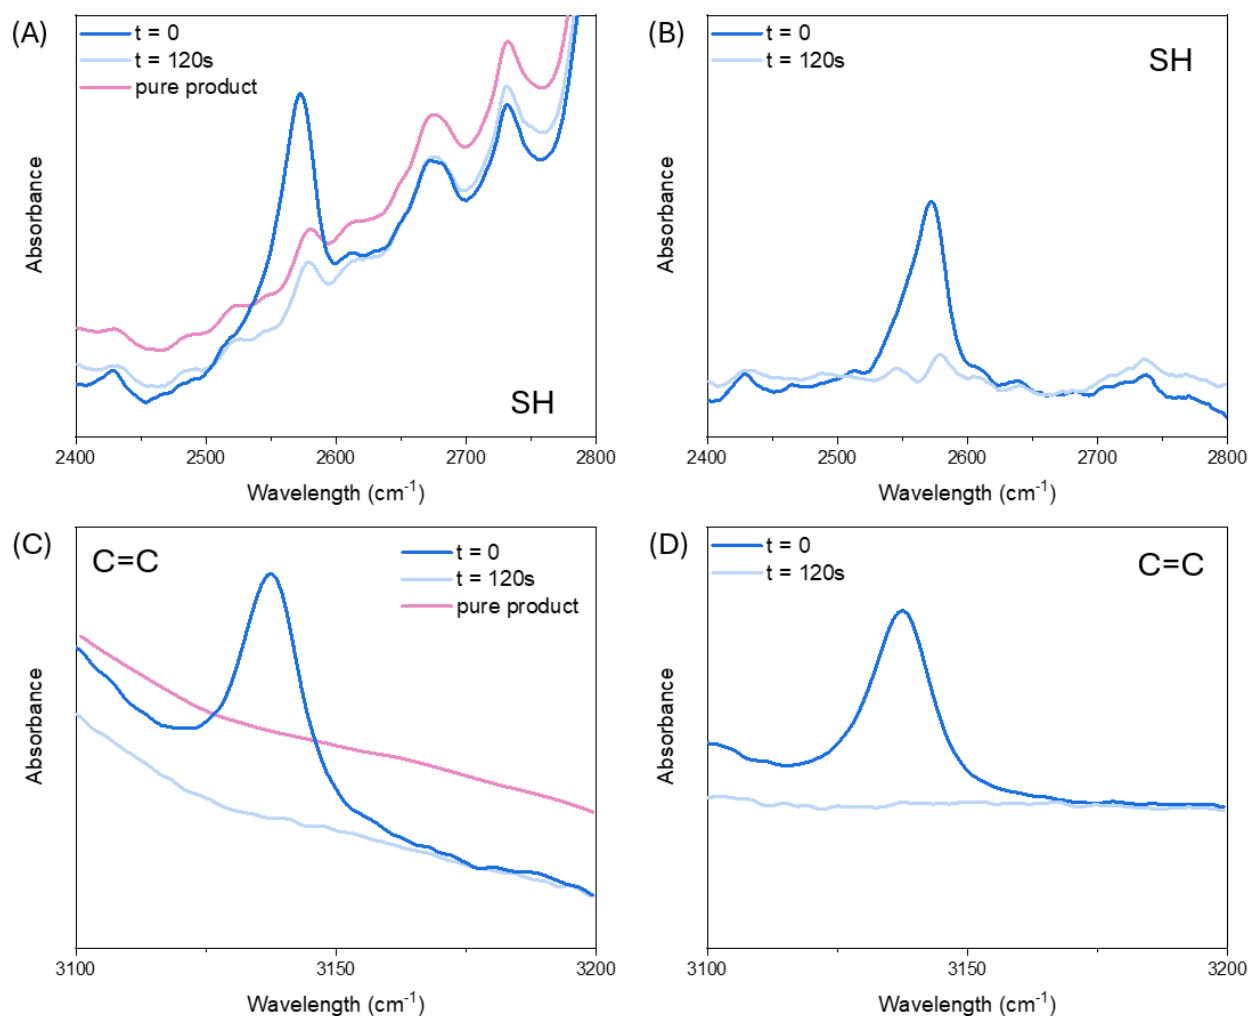 (A)
t = 0
t = 120s
pure product
SH
Absorbance
2400 2500 2600 2700 2800
Wavelength (cm⁻¹)
(B)
t = 0
t = 120s
SH
Absorbance
2400 2500 2600 2700 2800
Wavelength (cm⁻¹)
(C)
C=C
t = 0
t = 120s
pure product
Absorbance
3100 3150 3200
Wavelength (cm⁻¹)
(D)
t = 0
t = 120s
C=C
Absorbance
3100 3150 3200
Wavelength (cm⁻¹)